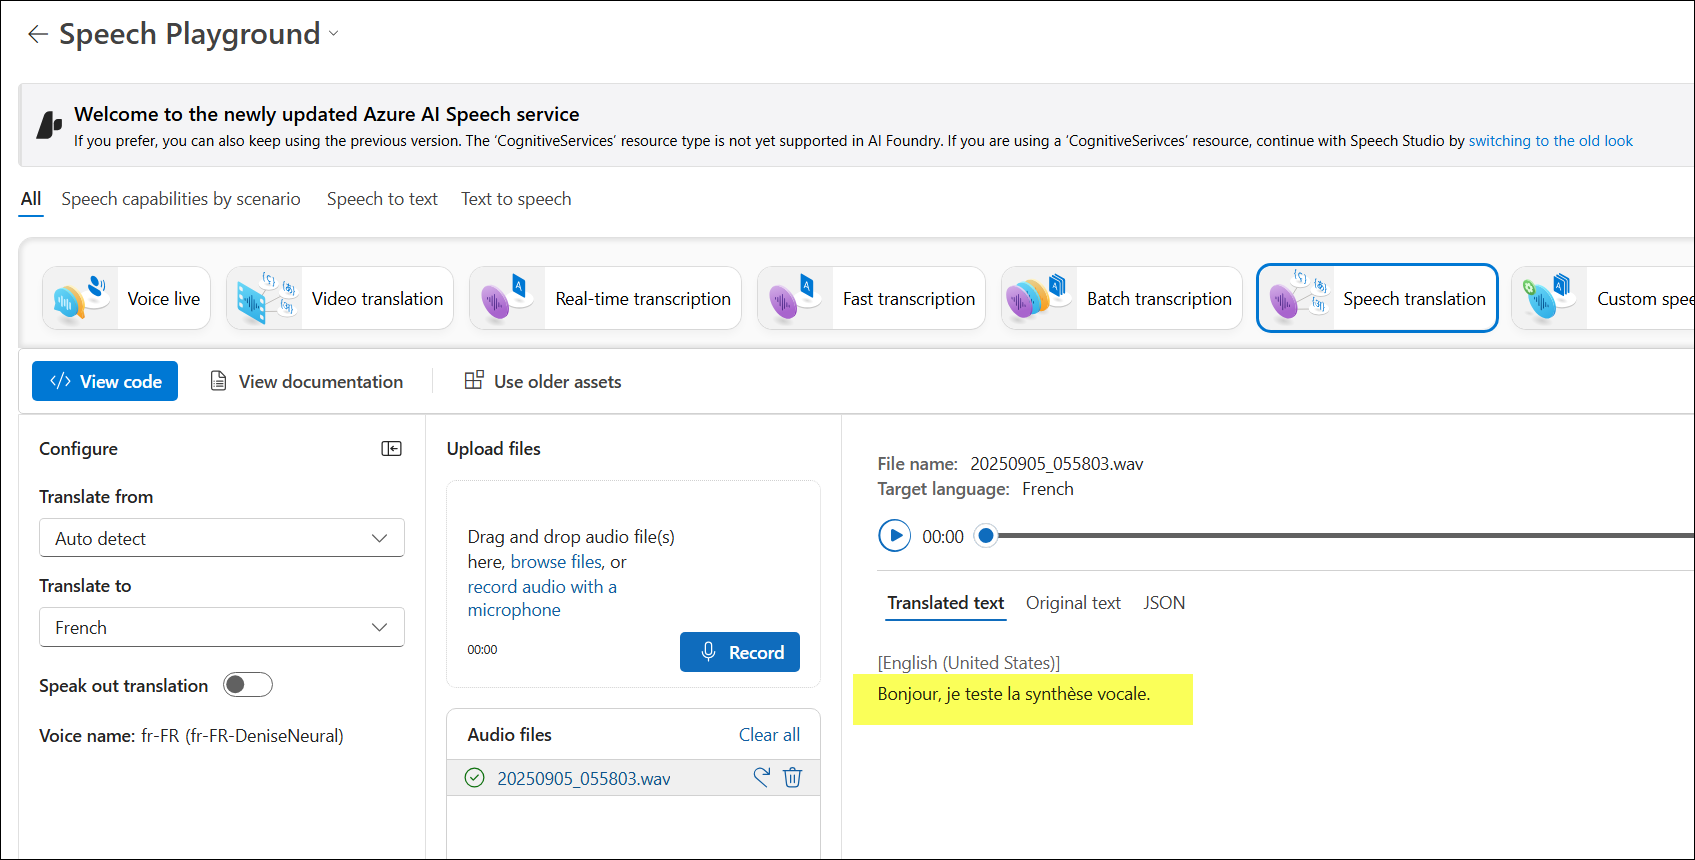 Speech Playground
Welcome to the newly updated Azure AI Speech service
If you prefer, you can also keep using the previous version. The ‘CognitiveServices’ resource type is not yet supported in AI Foundry. If you are using a ‘CognitiveSerivces’ resource, continue with Speech Studio by switching to the old look
All Speech capabilities by scenario Speech to text Text to speech
Voice live Video translation Real-time transcription Fast transcription Batch transcription Speech translation Custom spee
</> View code View documentation Use older assets
Configure
Translate from
Auto detect
Translate to
French
Speak out translation
Voice name: fr-FR (fr-FR-DeniseNeural)
Upload files
Drag and drop audio file(s)
here, browse files, or
record audio with a
microphone
00:00 Record
Audio files Clear all
20250905_055803.wav
File name: 20250905_055803.wav
Target language: French
00:00
Translated text Original text JSON
[English (United States)]
Bonjour, je teste la synthèse vocale.